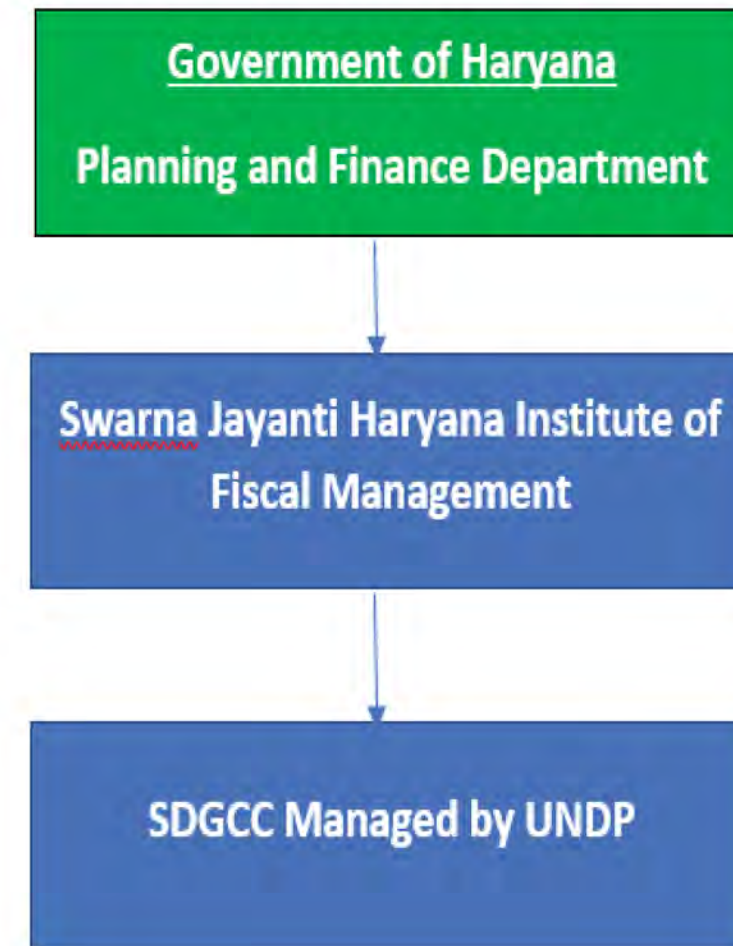 Government of Haryana
Planning and Finance Department
Swarna Jayanti Haryana Institute of
Fiscal Management
SDGCC Managed by UNDP